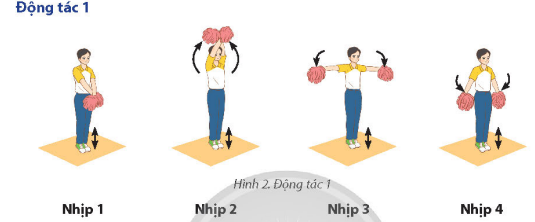 Động tác 1
Hình 2. Động tác 1
Nhịp 1 Nhịp 2 Nhịp 3 Nhịp 4